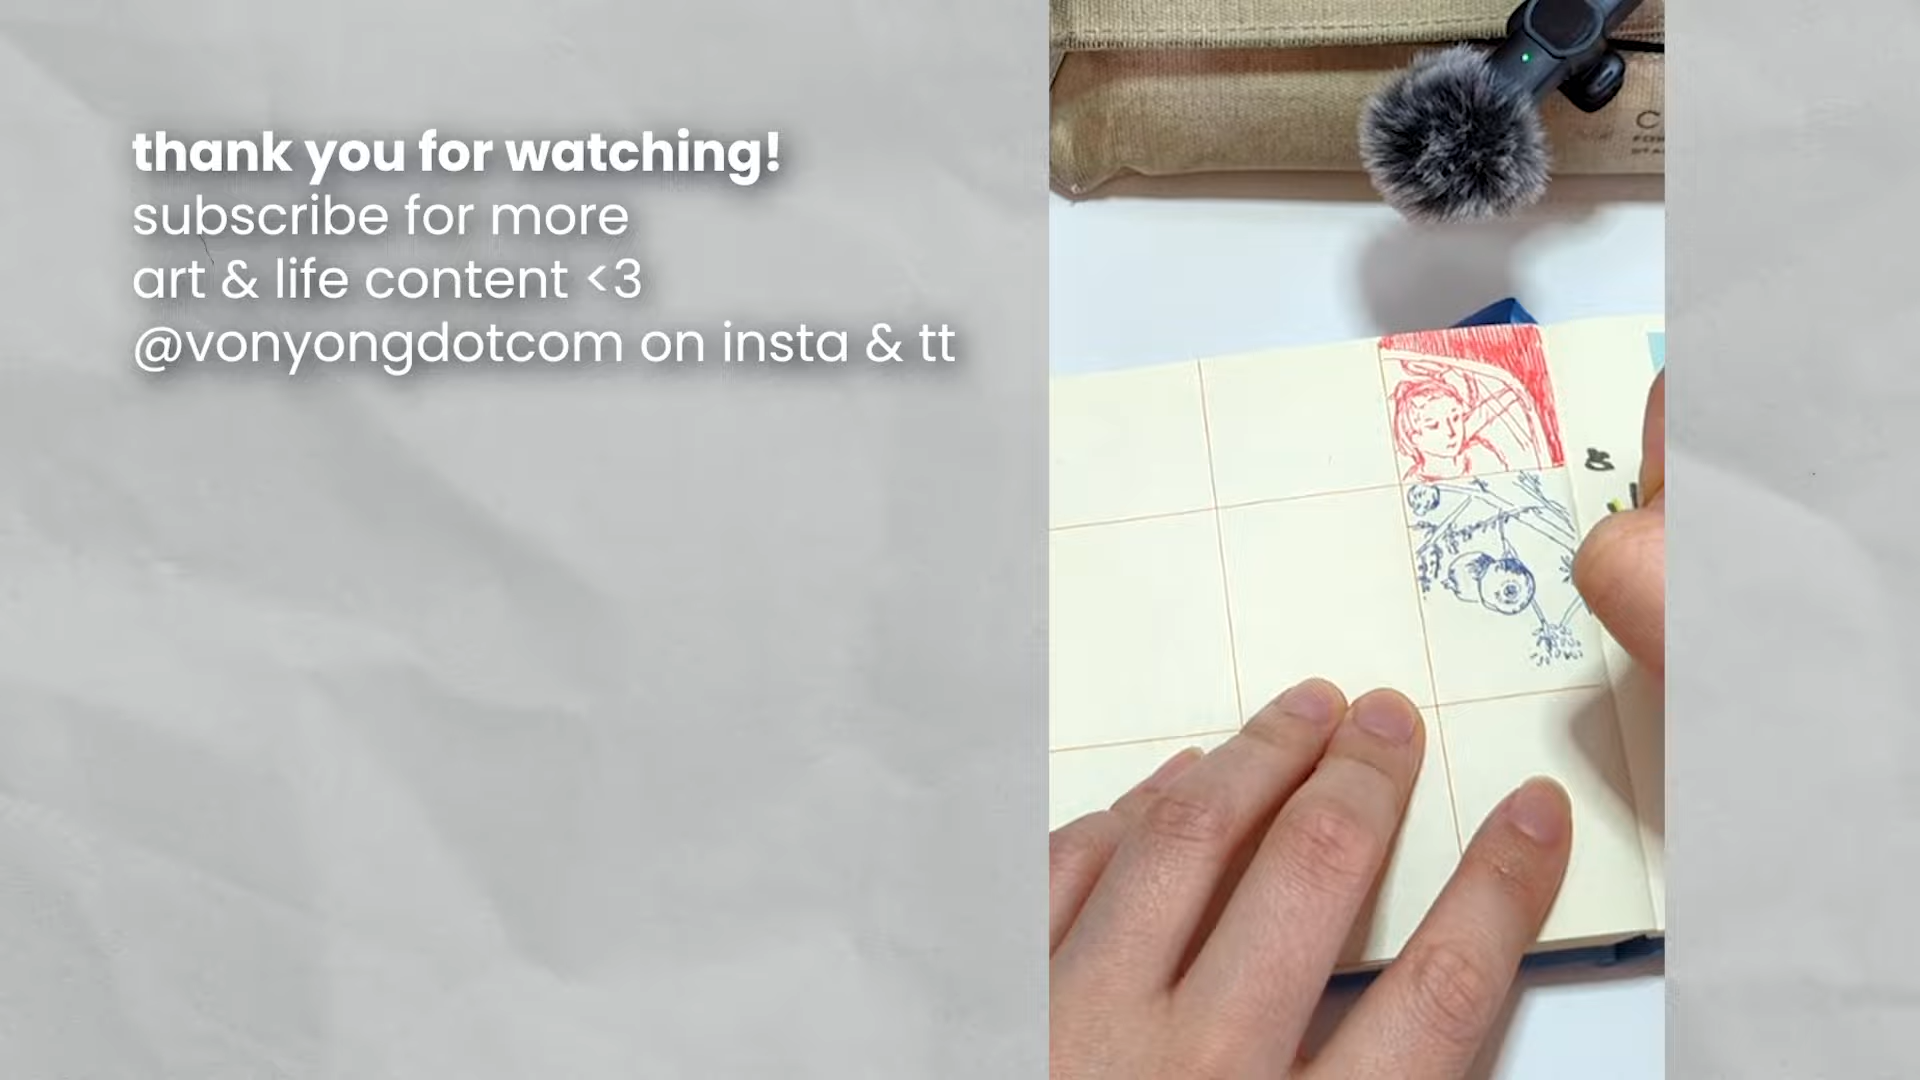 thank you for watching!
subscribe for more
art & life content <3
@vonyongdotcom on insta & tt